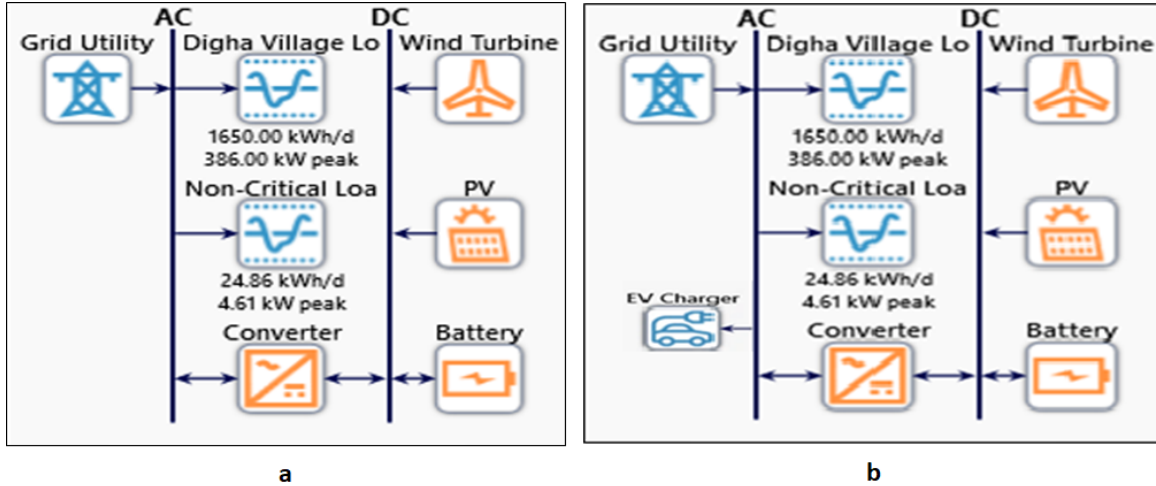 AC DC
Grid Utility Digha Village Lo Wind Turbine
1650.00 kWh/d
386.00 kW peak
Non-Critical Loa PV
24.86 kWh/d
4.61 kW peak
Converter Battery
a
AC DC
Grid Utility Digha Village Lo Wind Turbine
1650.00 kWh/d
386.00 kW peak
Non-Critical Loa PV
24.86 kWh/d
4.61 kW peak
EV Charger
Converter Battery
b